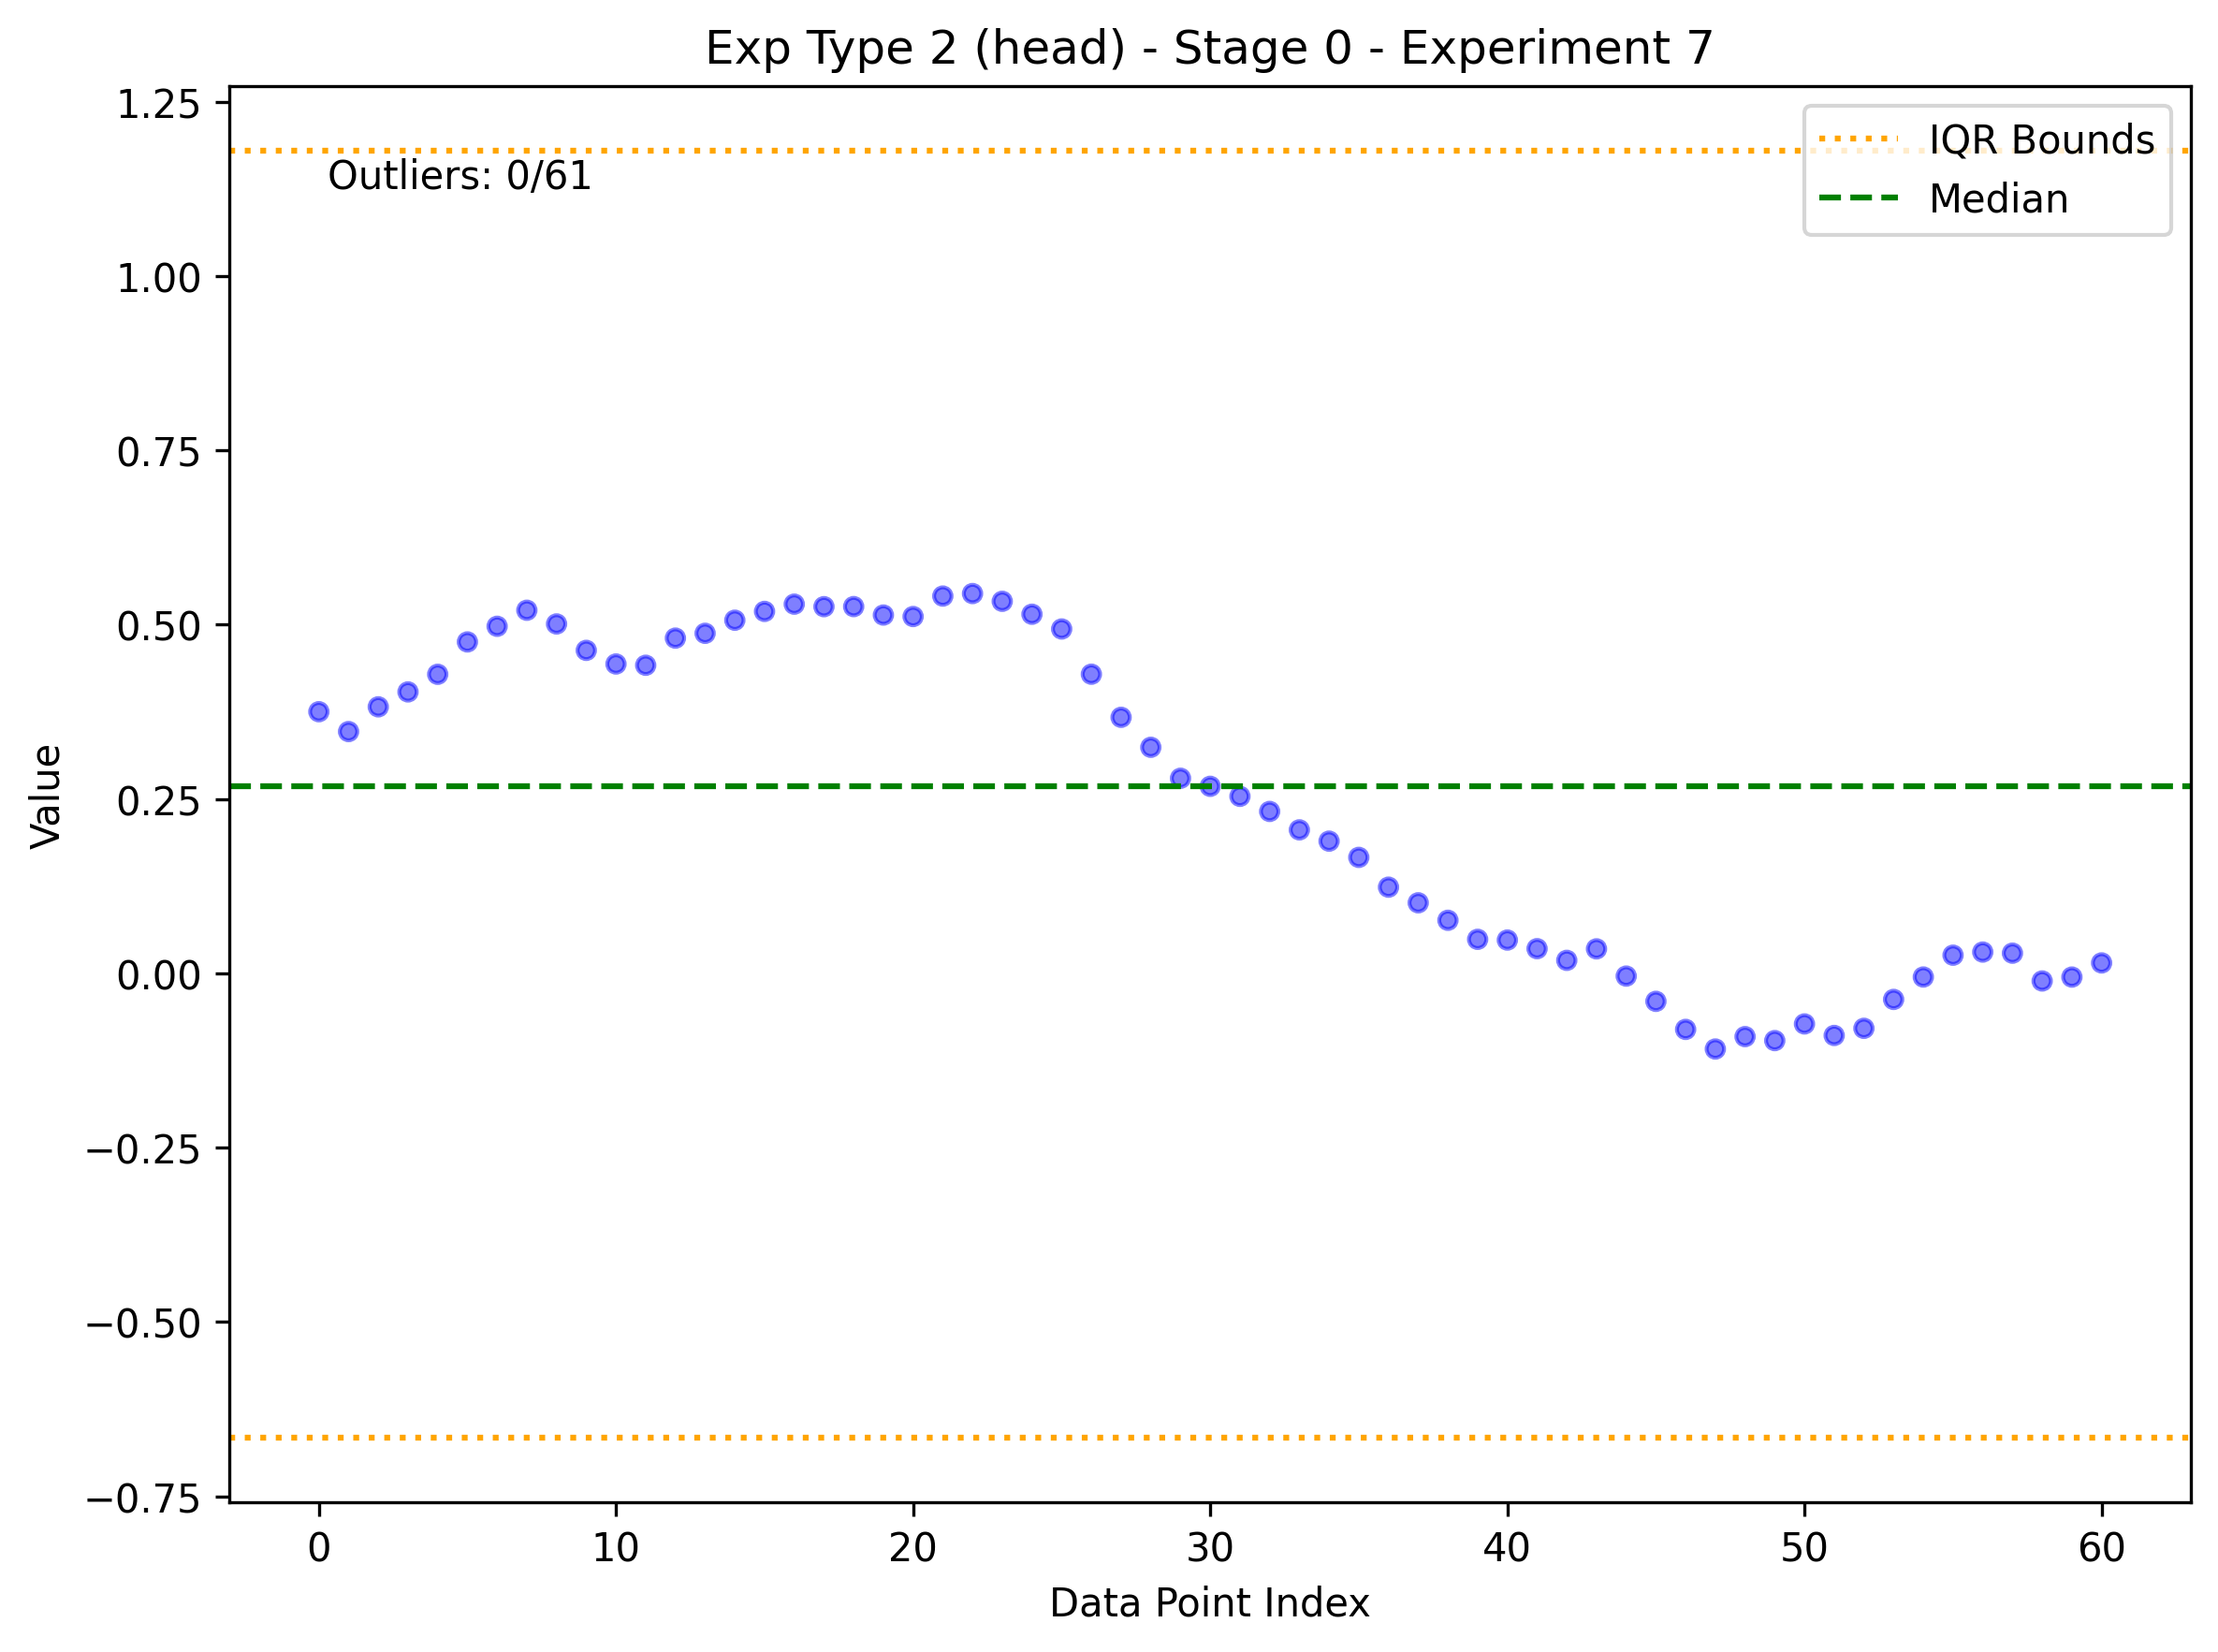 Exp Type 2 (head) - Stage 0 - Experiment 7
1.25
1.00
0.75
0.50
0.25
0.00
−0.25
−0.50
−0.75
Value
Outliers: 0/61
IQR Bounds
Median
0 10 20 30 40 50 60
Data Point Index